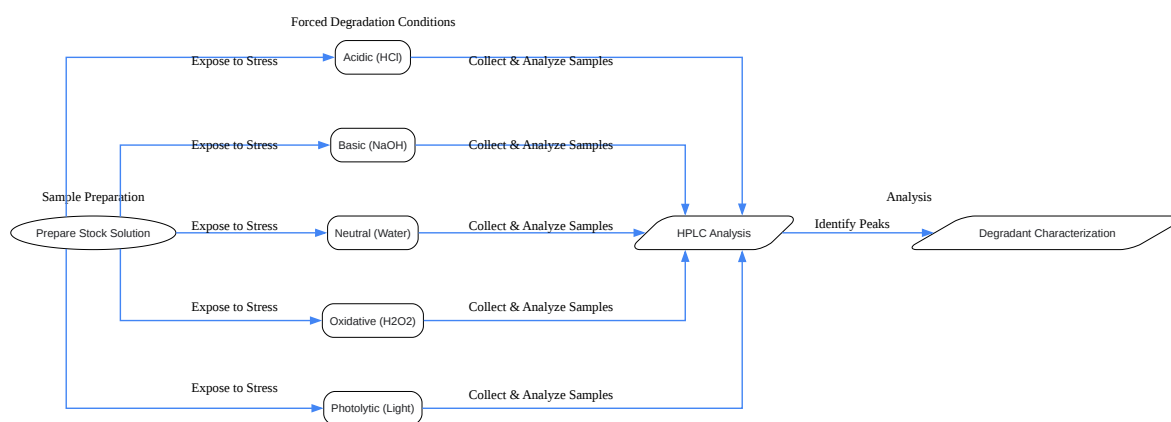 Forced Degradation Conditions
Expose to Stress
Acidic (HCl)
Collect & Analyze Samples
Expose to Stress
Basic (NaOH)
Collect & Analyze Samples
Sample Preparation
Analysis
Prepare Stock Solution
Expose to Stress
Neutral (Water)
Collect & Analyze Samples
HPLC Analysis
Identify Peaks
Degradant Characterization
Expose to Stress
Oxidative (H2O2)
Collect & Analyze Samples
Expose to Stress
Photolytic (Light)
Collect & Analyze Samples